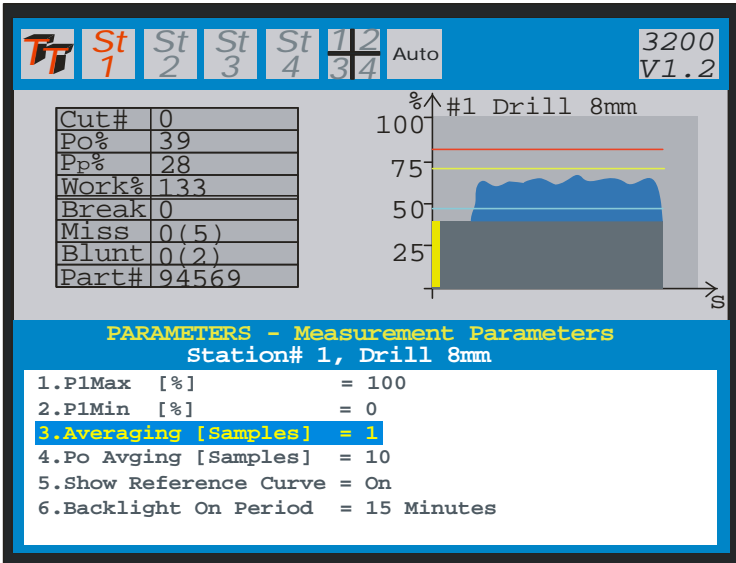 TT St 1 St 2 St 3 St 4 1 2 3 4 Auto 3200 V1.2
Cut# 0
Po% 39
Pp% 28
Work% 133
Break 0
Miss 0(5)
Blunt 0(2)
Part# 94569
% #1 Drill 8mm
100
75
50
25
s
PARAMETERS - Measurement Parameters
Station# 1, Drill 8mm
1.P1Max [%] = 100
2.P1Min [%] = 0
3.Averaging [Samples] = 1
4.Po Avging [Samples] = 10
5.Show Reference Curve = On
6.Backlight On Period = 15 Minutes